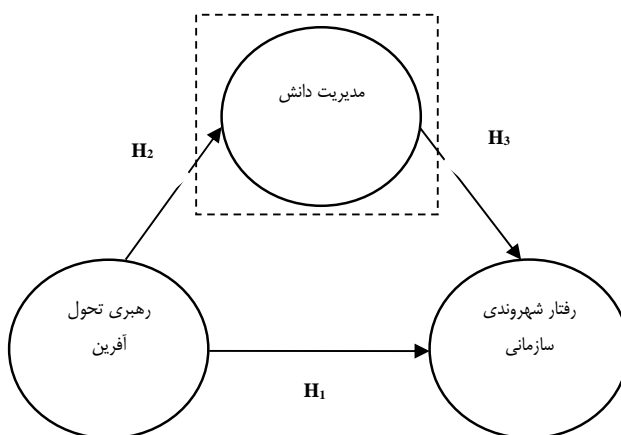 مدیریت دانش
H2
H3
رهبری تحول
آفرین
رفتار شهروندی
سازمانی
H1